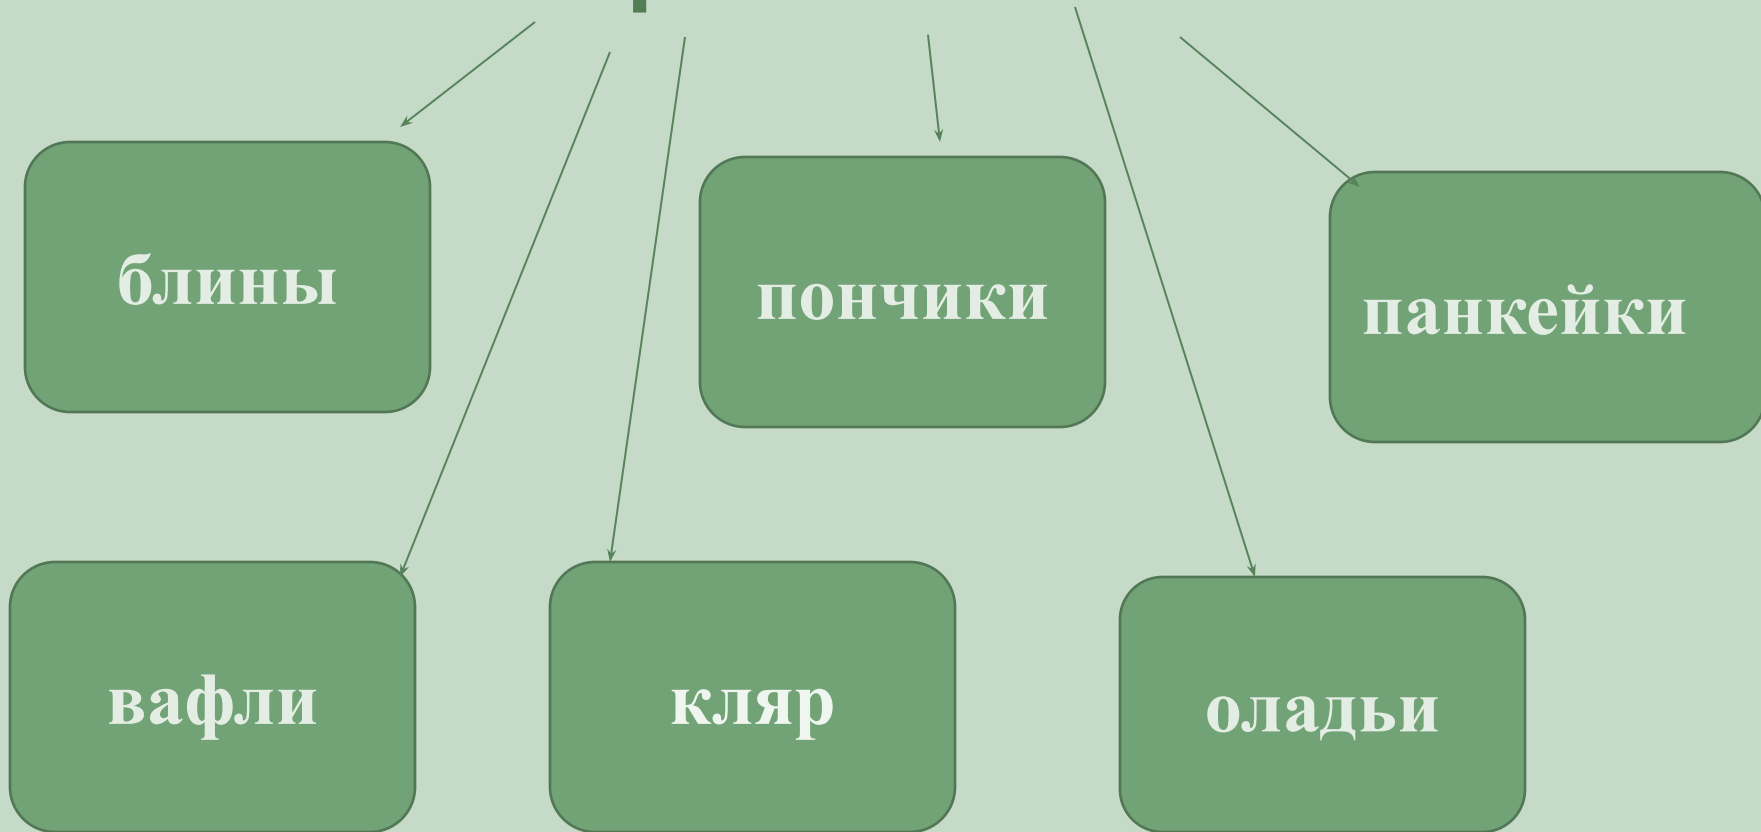 блины
пончики
панкейки
вафли
кляр
оладьи